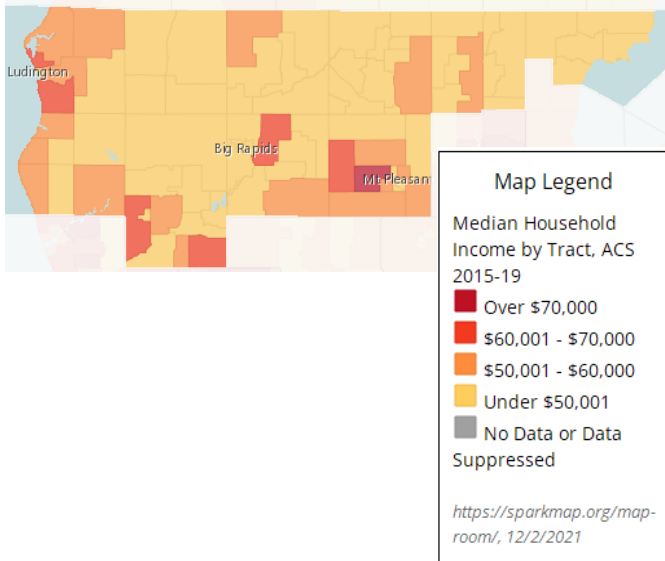 Ludington
Big Rapids
Mt Pleasant
Map Legend
Median Household
Income by Tract, ACS
2015-19
Over $70,000
$60,001 - $70,000
$50,001 - $60,000
Under $50,001
No Data or Data
Suppressed
https://sparkmap.org/map-
room/, 12/2/2021